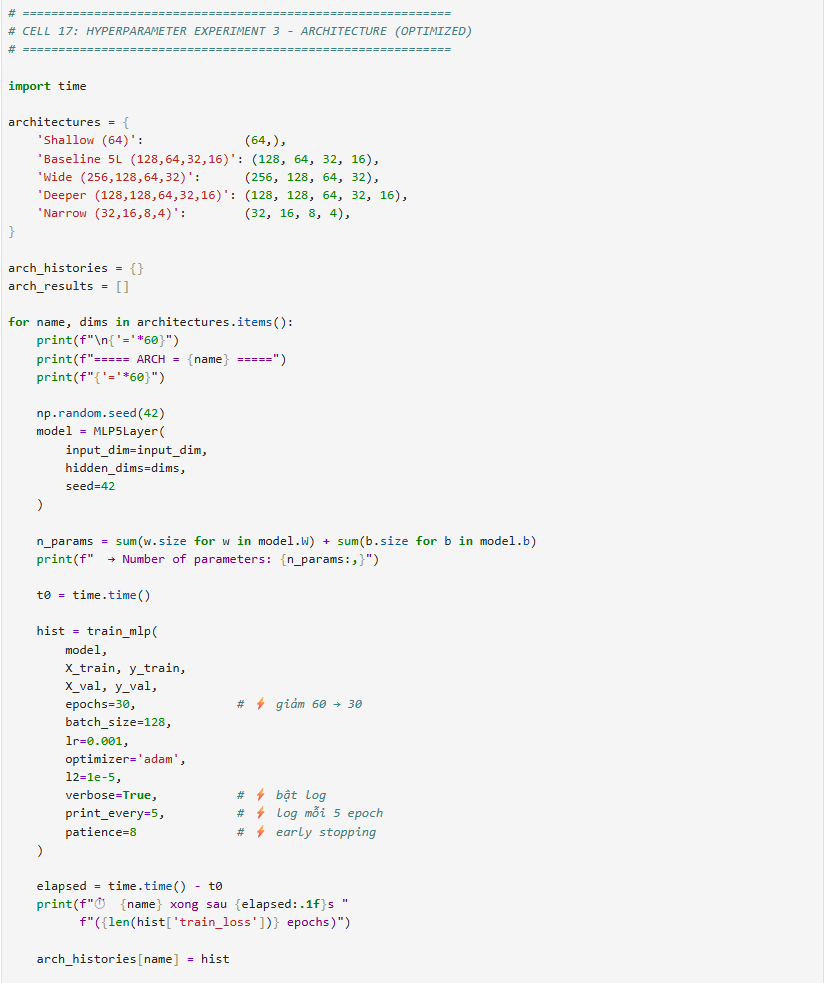 # ============================================================
# CELL 17: HYPERPARAMETER EXPERIMENT 3 - ARCHITECTURE (OPTIMIZED)
# ============================================================
import time
architectures = {
    'Shallow (64)':              (64,),
    'Baseline 5L (128,64,32,16)': (128, 64, 32, 16),
    'Wide (256,128,64,32)':      (256, 128, 64, 32),
    'Deeper (128,128,64,32,16)': (128, 128, 64, 32, 16),
    'Narrow (32,16,8,4)':        (32, 16, 8, 4),
}
arch_histories = {}
arch_results = []
for name, dims in architectures.items():
    print(f"\n{'='*60}")
    print(f"===== ARCH = {name} =====")
    print(f"{'='*60}")
    np.random.seed(42)
    model = MLP5Layer(
        input_dim=input_dim,
        hidden_dims=dims,
        seed=42
    )
    n_params = sum(w.size for w in model.W) + sum(b.size for b in model.b)
    print(f"  → Number of parameters: {n_params:,}")
    t0 = time.time()
    hist = train_mlp(
        model,
        X_train, y_train,
        X_val, y_val,
        epochs=30,              # ⚡ giảm 60 → 30
        batch_size=128,
        lr=0.001,
        optimizer='adam',
        l2=1e-5,
        verbose=True,           # ⚡ bật log
        print_every=5,          # ⚡ log mỗi 5 epoch
        patience=8              # ⚡ early stopping
    )
    elapsed = time.time() - t0
    print(f"⏱ {name} xong sau {elapsed:.1f}s "
          f"({len(hist['train_loss'])} epochs)")
    arch_histories[name] = hist